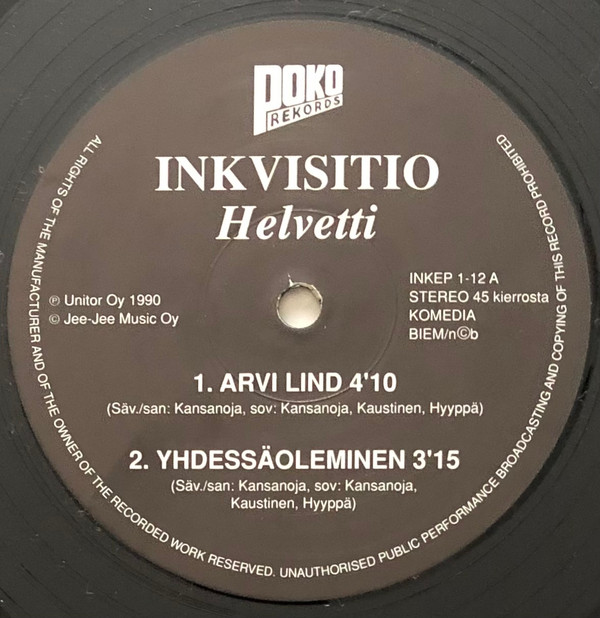 POKO
REKORDS
INKVISITIO
Helvetti
℗ Unitor Oy 1990
© Jee-Jee Music Oy
INKEP 1-12 A
STEREO 45 kierrosta
KOMEDIA
BIEM/n©b
1. ARVI LIND 4'10
(Säv./san: Kansanoja, sov: Kansanoja, Kaustinen, Hyyppä)
2. YHDESSÄOLEMINEN 3'15
(Säv./san: Kansanoja, sov: Kansanoja,
Kaustinen, Hyyppä)
ALL RIGHTS OF THE MANUFACTURER AND OF THE OWNER OF THE RECORDED WORK RESERVED. UNAUTHORISED PUBLIC PERFORMANCE BROADCASTING AND COPYING OF THIS RECORD PROHIBITED